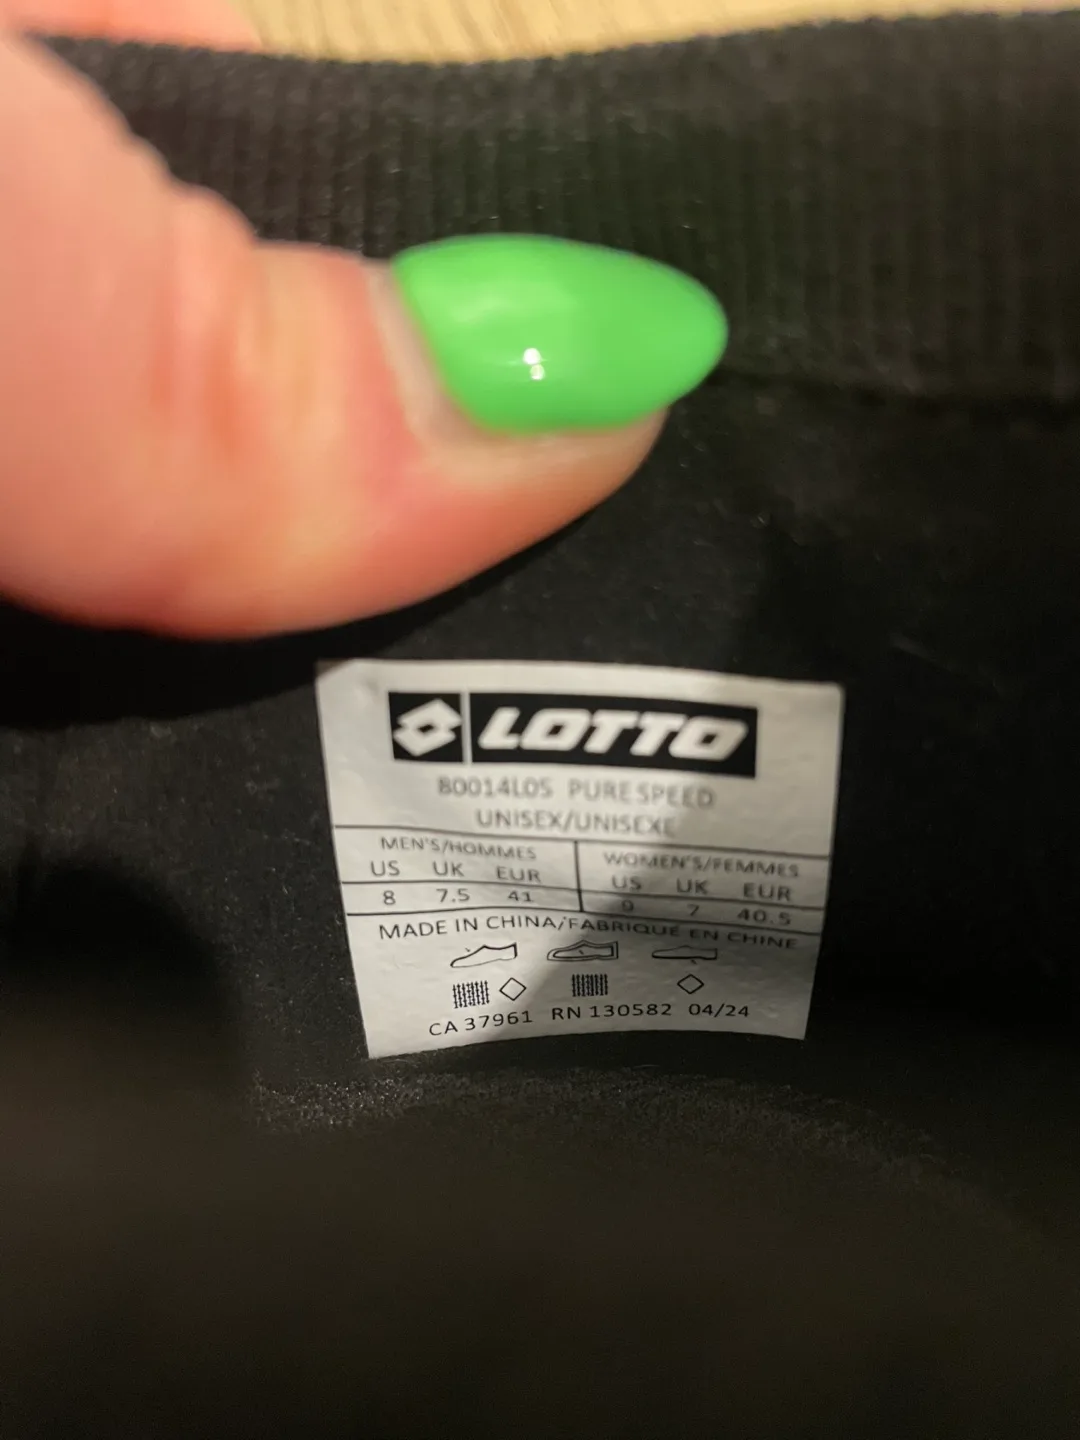 LOTTO
80014L05 PURE SPEED
UNISEX/UNISEXE
MEN'S/HOMMES WOMEN'S/FEMMES
US UK EUR US UK EUR
8 7.5 41 9 7 40.5
MADE IN CHINA/FABRIQUÉ EN CHINE
CA 37961 RN 130582 04/24